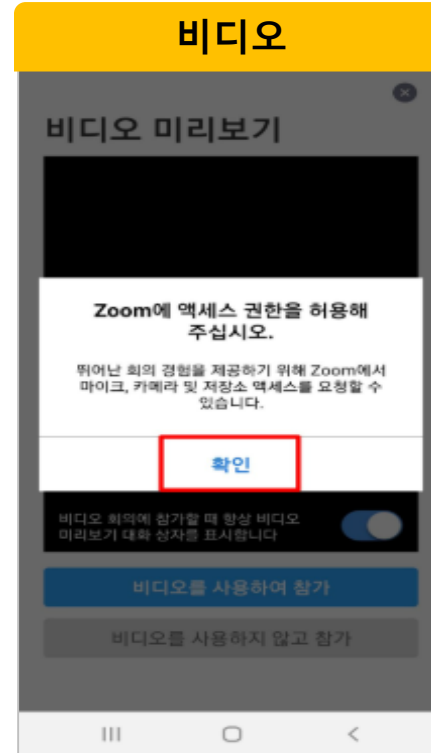 비디오
비디오 미리보기
Zoom에 액세스 권한을 허용해
주십시오.
뛰어난 회의 경험을 제공하기 위해 Zoom에서
마이크, 카메라 및 저장소 액세스를 요청할 수
있습니다.
확인
비디오 회의에 참가할 때 항상 비디오
미리보기 대화 상자를 표시합니다
비디오를 사용하여 참가
비디오를 사용하지 않고 참가